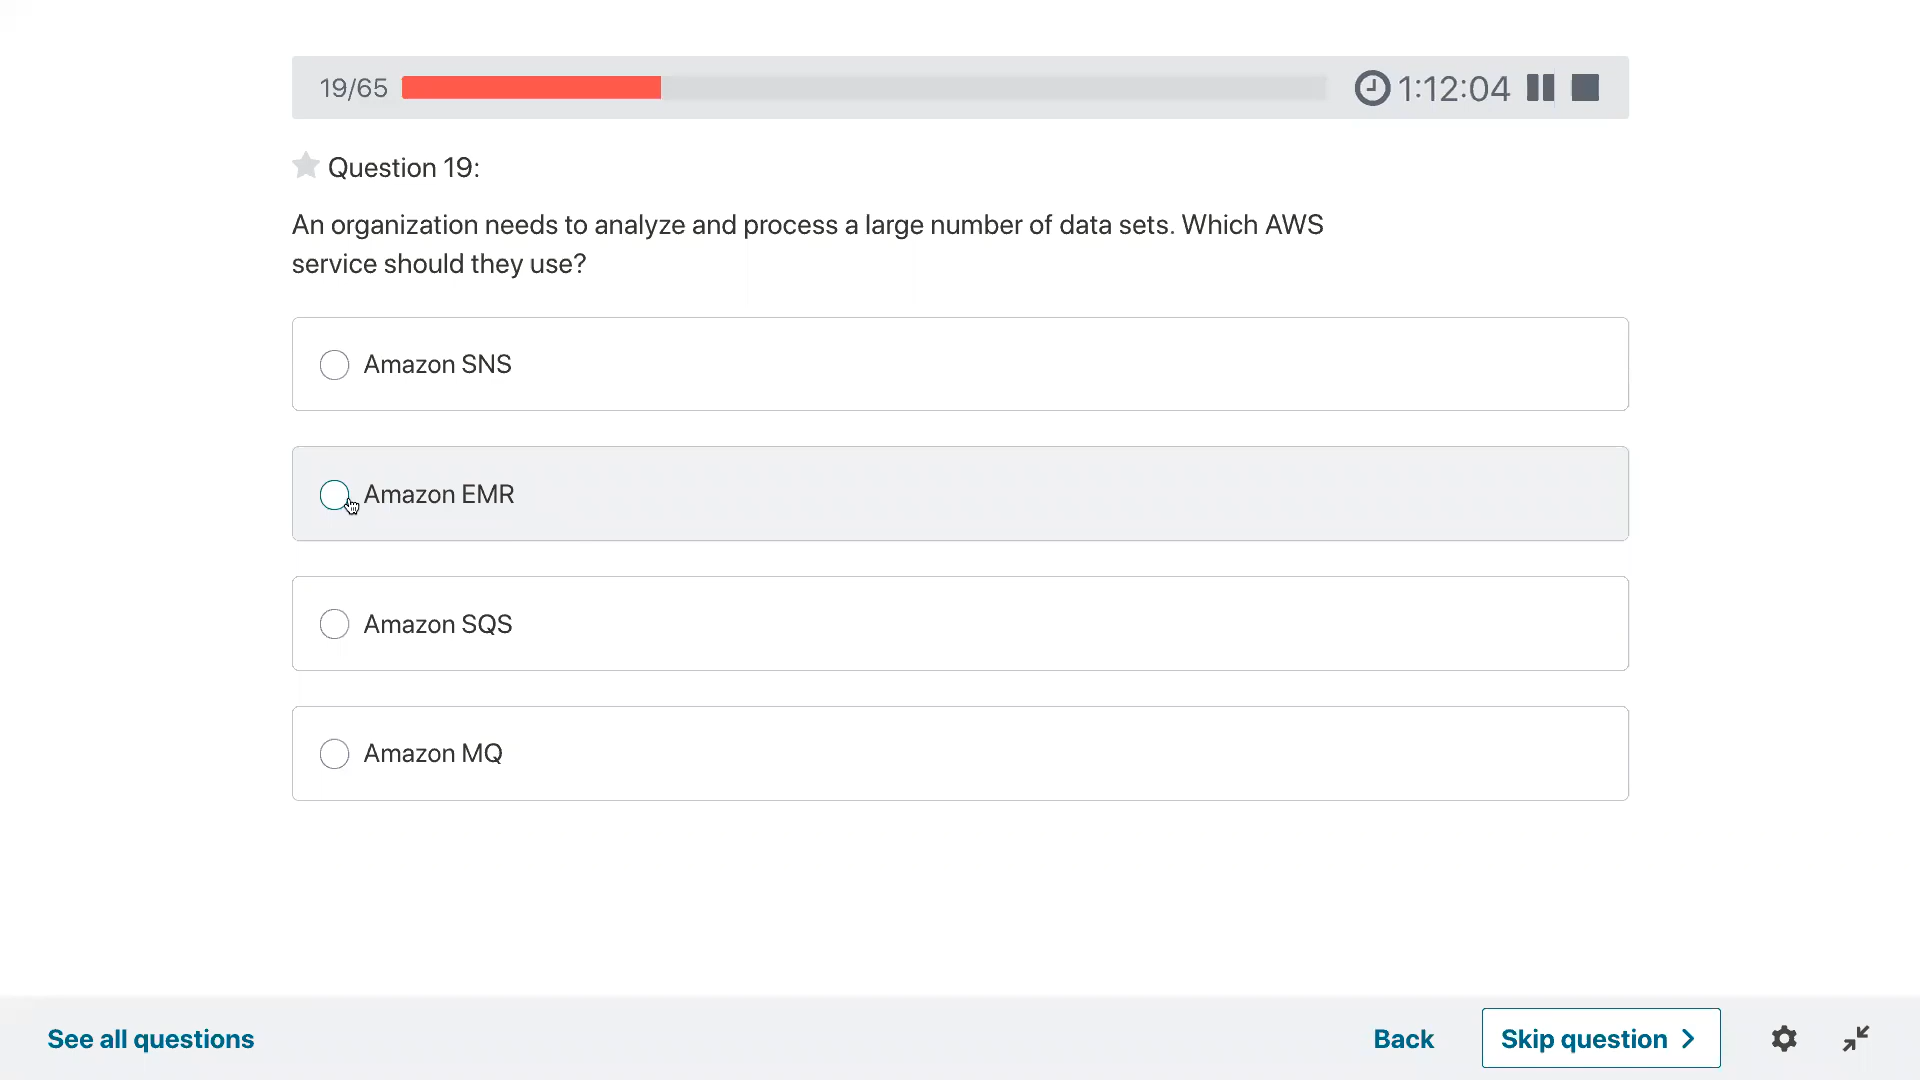 19/65
1:12:04
Question 19:
An organization needs to analyze and process a large number of data sets. Which AWS
service should they use?
Amazon SNS
Amazon EMR
Amazon SQS
Amazon MQ
See all questions
Back
Skip question